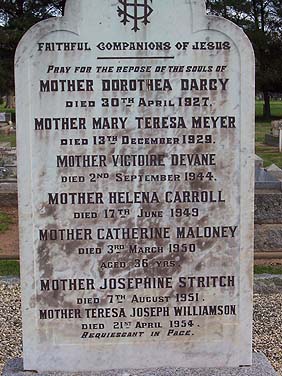 IHS
FAITHFUL COMPANIONS OF JESUS
PRAY FOR THE REPOSE OF THE SOULS OF
MOTHER DOROTHEA DARCY
DIED 30TH APRIL 1927.
MOTHER MARY TERESA MEYER
DIED 13TH DECEMBER 1929.
MOTHER VICTOIRE DEVANE
DIED 2ND SEPTEMBER 1944.
MOTHER HELENA CARROLL
DIED 17TH JUNE 1949
MOTHER CATHERINE MALONEY
DIED 3RD MARCH 1950
AGED 36 YRS.
MOTHER JOSEPHINE STRITCH
DIED 7TH AUGUST 1951.
MOTHER TERESA JOSEPH WILLIAMSON
DIED 21ST APRIL 1954.
REQUIESCANT IN PACE.